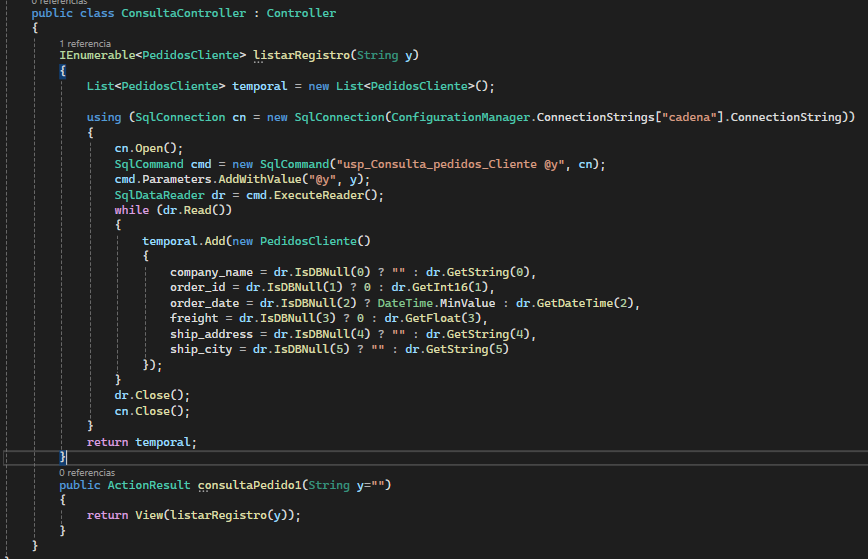 0 referencias
public class ConsultaController : Controller
{
1 referencia
IEnumerable<PedidosCliente> listarRegistro(String y)
{
List<PedidosCliente> temporal = new List<PedidosCliente>();
using (SqlConnection cn = new SqlConnection(ConfigurationManager.ConnectionStrings["cadena"].ConnectionString))
{
cn.Open();
SqlCommand cmd = new SqlCommand("usp_Consulta_pedidos_Cliente @y", cn);
cmd.Parameters.AddWithValue("@y", y);
SqlDataReader dr = cmd.ExecuteReader();
while (dr.Read())
{
temporal.Add(new PedidosCliente()
{
company_name = dr.IsDBNull(0) ? "" : dr.GetString(0),
order_id = dr.IsDBNull(1) ? 0 : dr.GetInt16(1),
order_date = dr.IsDBNull(2) ? DateTime.MinValue : dr.GetDateTime(2),
freight = dr.IsDBNull(3) ? 0 : dr.GetFloat(3),
ship_address = dr.IsDBNull(4) ? "" : dr.GetString(4),
ship_city = dr.IsDBNull(5) ? "" : dr.GetString(5)
});
}
dr.Close();
cn.Close();
}
return temporal;
}
0 referencias
public ActionResult consultaPedido1(String y="")
{
return View(listarRegistro(y));
}
}